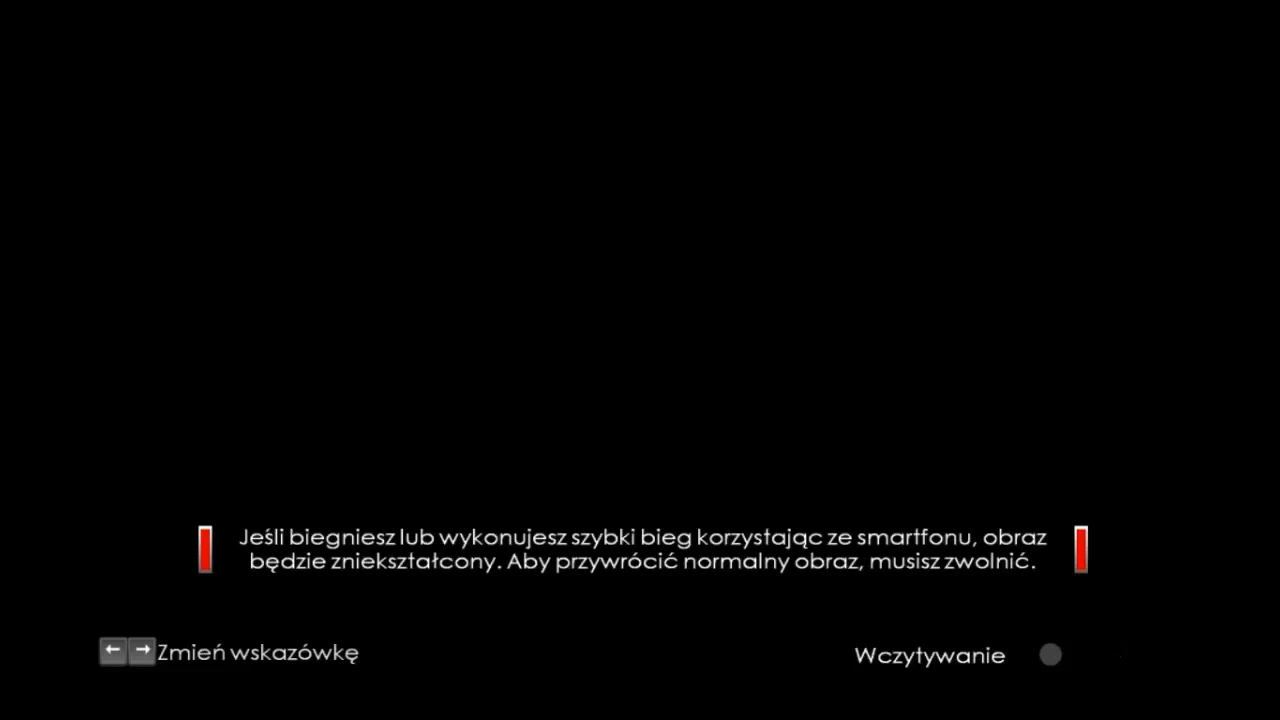 Jeśli biegniesz lub wykonujesz szybki bieg korzystając ze smartfonu, obraz
będzie zniekształcony. Aby przywrócić normalny obraz, musisz zwolnić.
Zmień wskazówkę
Wczytywanie